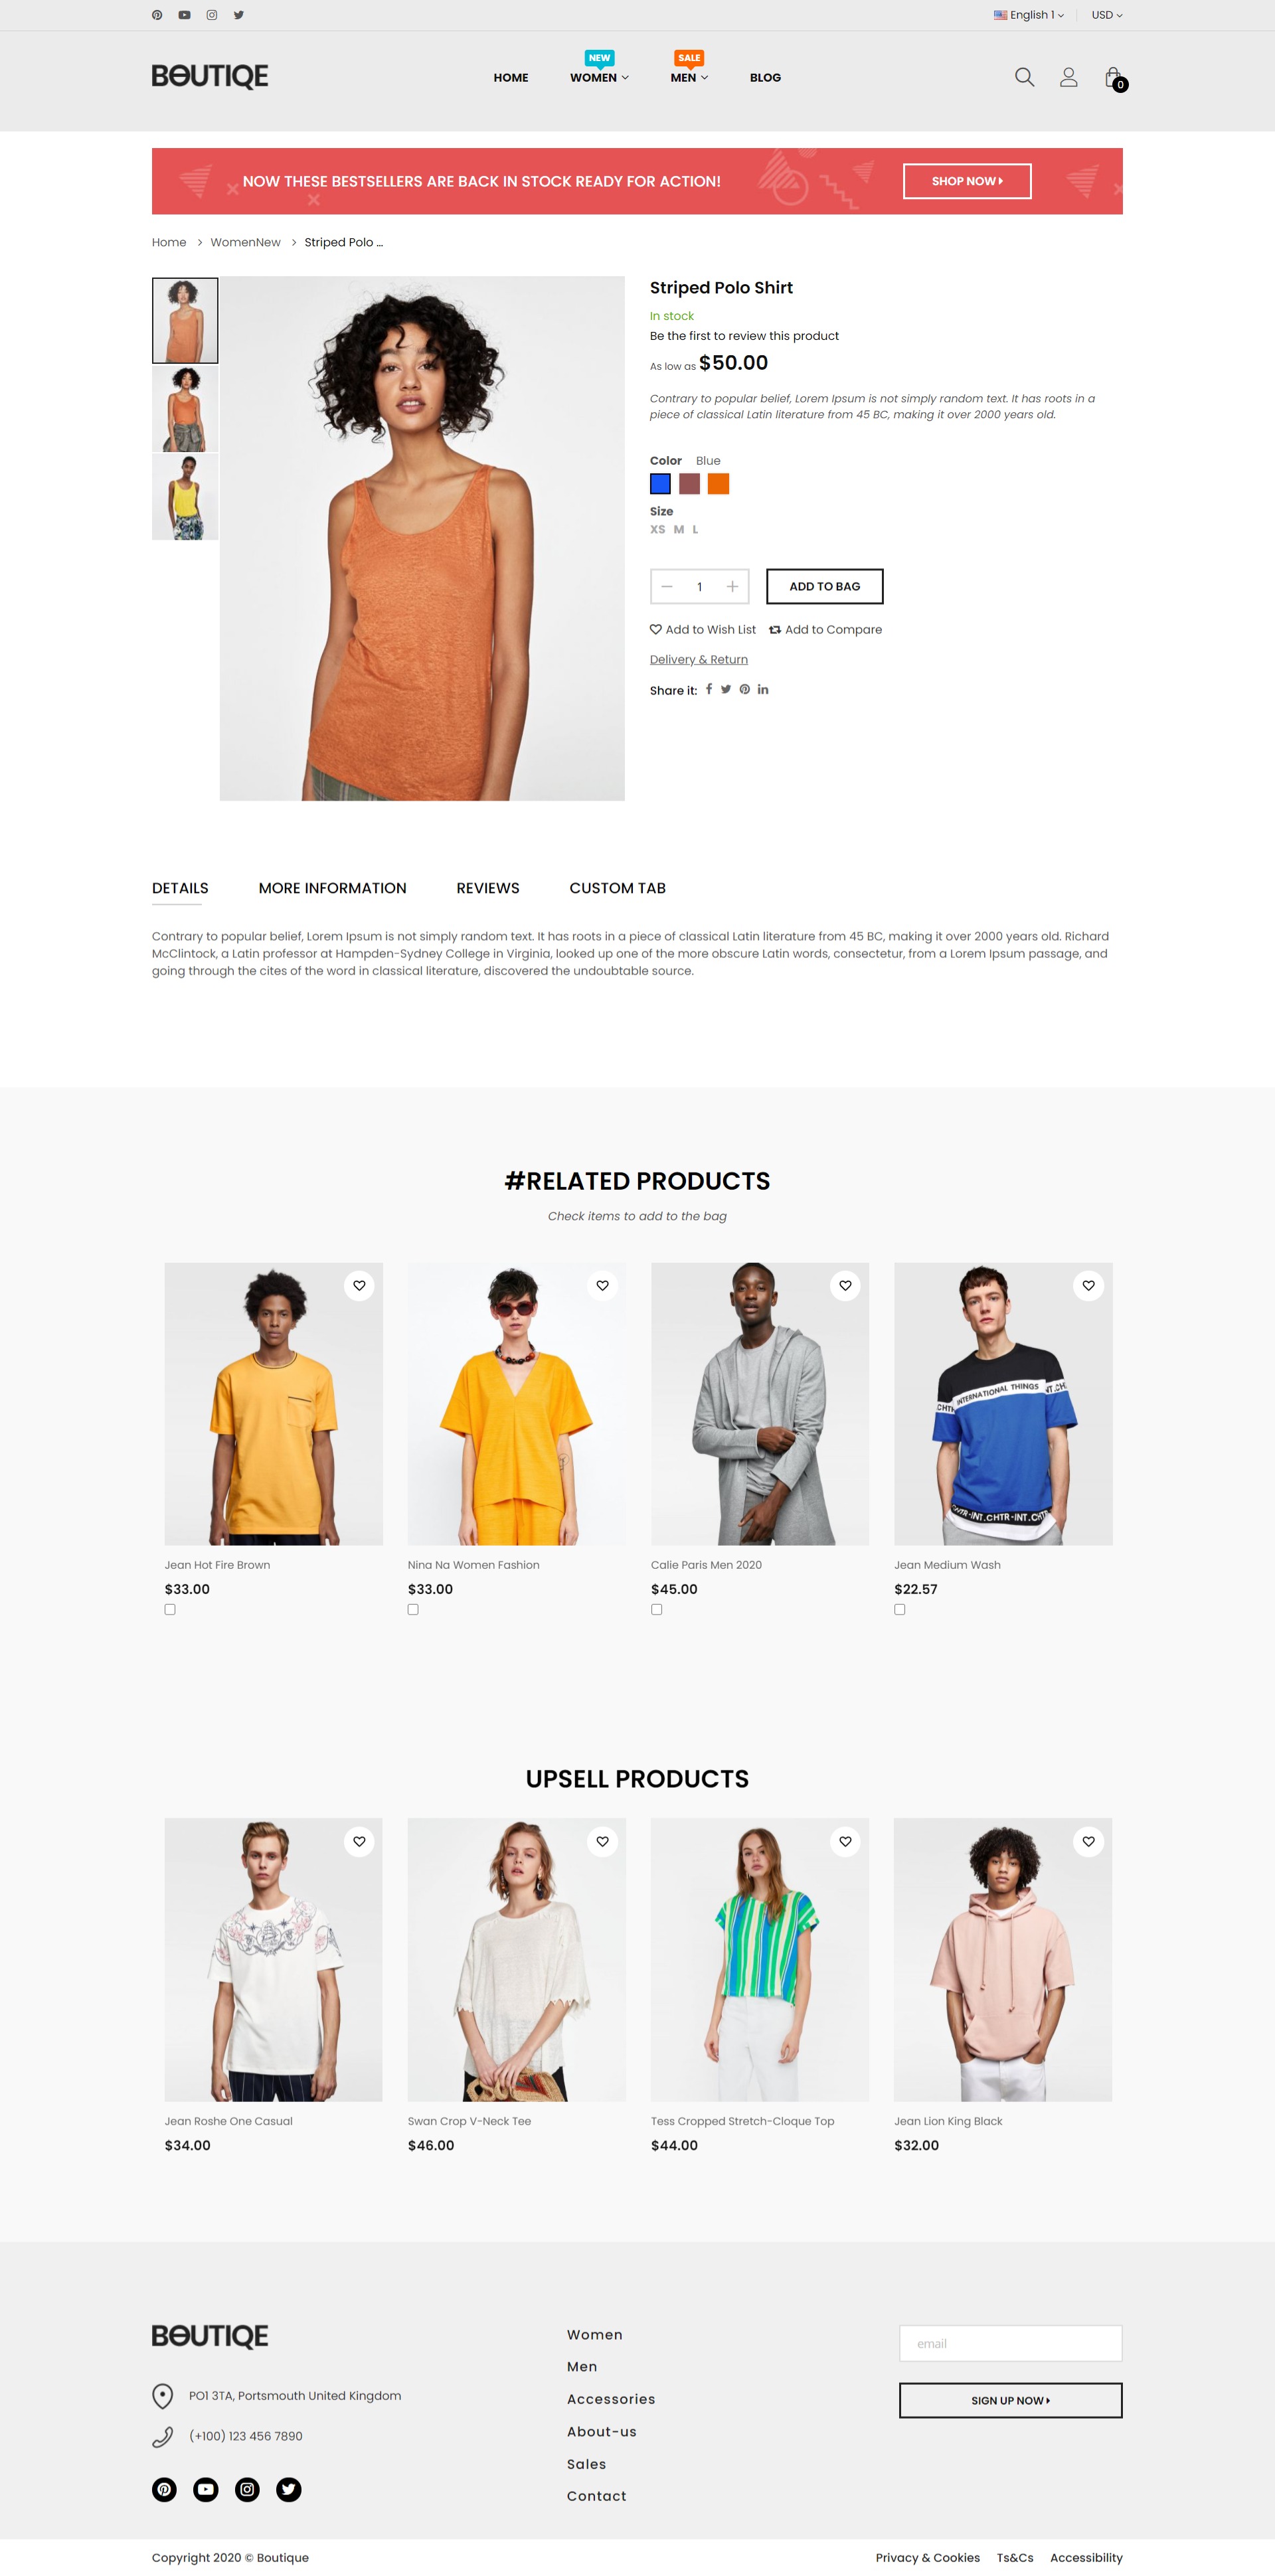 English 1
USD
BOUTIQE
HOME
NEW
WOMEN
SALE
MEN
BLOG
0
NOW THESE BESTSELLERS ARE BACK IN STOCK READY FOR ACTION!
SHOP NOW
Home > WomenNew > Striped Polo ...
Striped Polo Shirt
In stock
Be the first to review this product
As low as $50.00
Contrary to popular belief, Lorem Ipsum is not simply random text. It has roots in a
piece of classical Latin literature from 45 BC, making it over 2000 years old.
Color Blue
Size
XS M L
1
ADD TO BAG
Add to Wish List Add to Compare
Delivery & Return
Share it:
DETAILS
MORE INFORMATION
REVIEWS
CUSTOM TAB
Contrary to popular belief, Lorem Ipsum is not simply random text. It has roots in a piece of classical Latin literature from 45 BC, making it over 2000 years old. Richard
McClintock, a Latin professor at Hampden-Sydney College in Virginia, looked up one of the more obscure Latin words, consectetur, from a Lorem Ipsum passage, and
going through the cites of the word in classical literature, discovered the undoubtable source.
#RELATED PRODUCTS
Check items to add to the bag
INTERNATIONAL THINGS
INT.CH
CHTR
CHTR-INT.CHTR-INT.CHTR
Jean Hot Fire Brown
$33.00
Nina Na Women Fashion
$33.00
Calie Paris Men 2020
$45.00
Jean Medium Wash
$22.57
UPSELL PRODUCTS
Jean Roshe One Casual
$34.00
Swan Crop V-Neck Tee
$46.00
Tess Cropped Stretch-Cloque Top
$44.00
Jean Lion King Black
$32.00
BOUTIQE
PO1 3TA, Portsmouth United Kingdom
(+100) 123 456 7890
Women
Men
Accessories
About-us
Sales
Contact
email
SIGN UP NOW
Copyright 2020 © Boutique
Privacy & Cookies
Ts&Cs
Accessibility